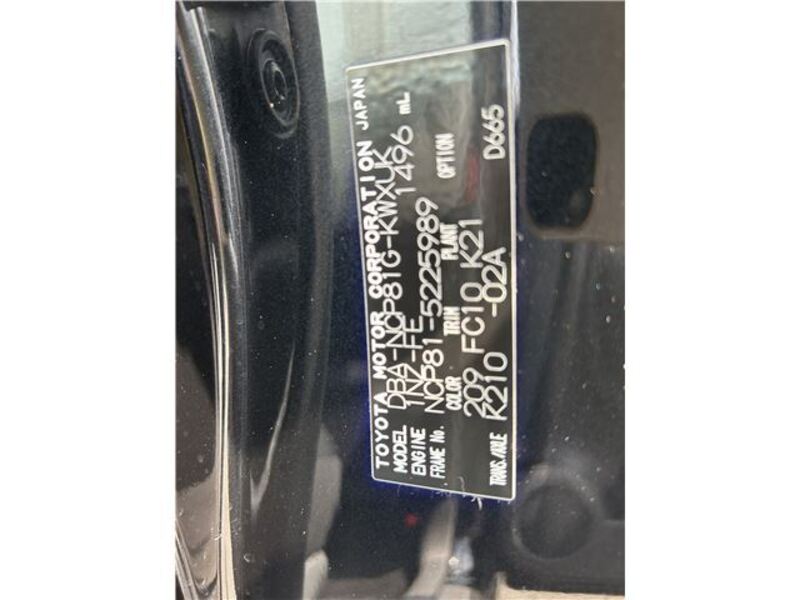 TOYOTA MOTOR CORPORATION JAPAN
MODEL DBA-NCP81G-KWXUK
ENGINE 1NZ-FE 1496 mL
FRAME No. NCP81-5225989
COLOR TRIM PLANT OPTION
209 FC10 K21
TRANS./AXLE K210 -02A D665